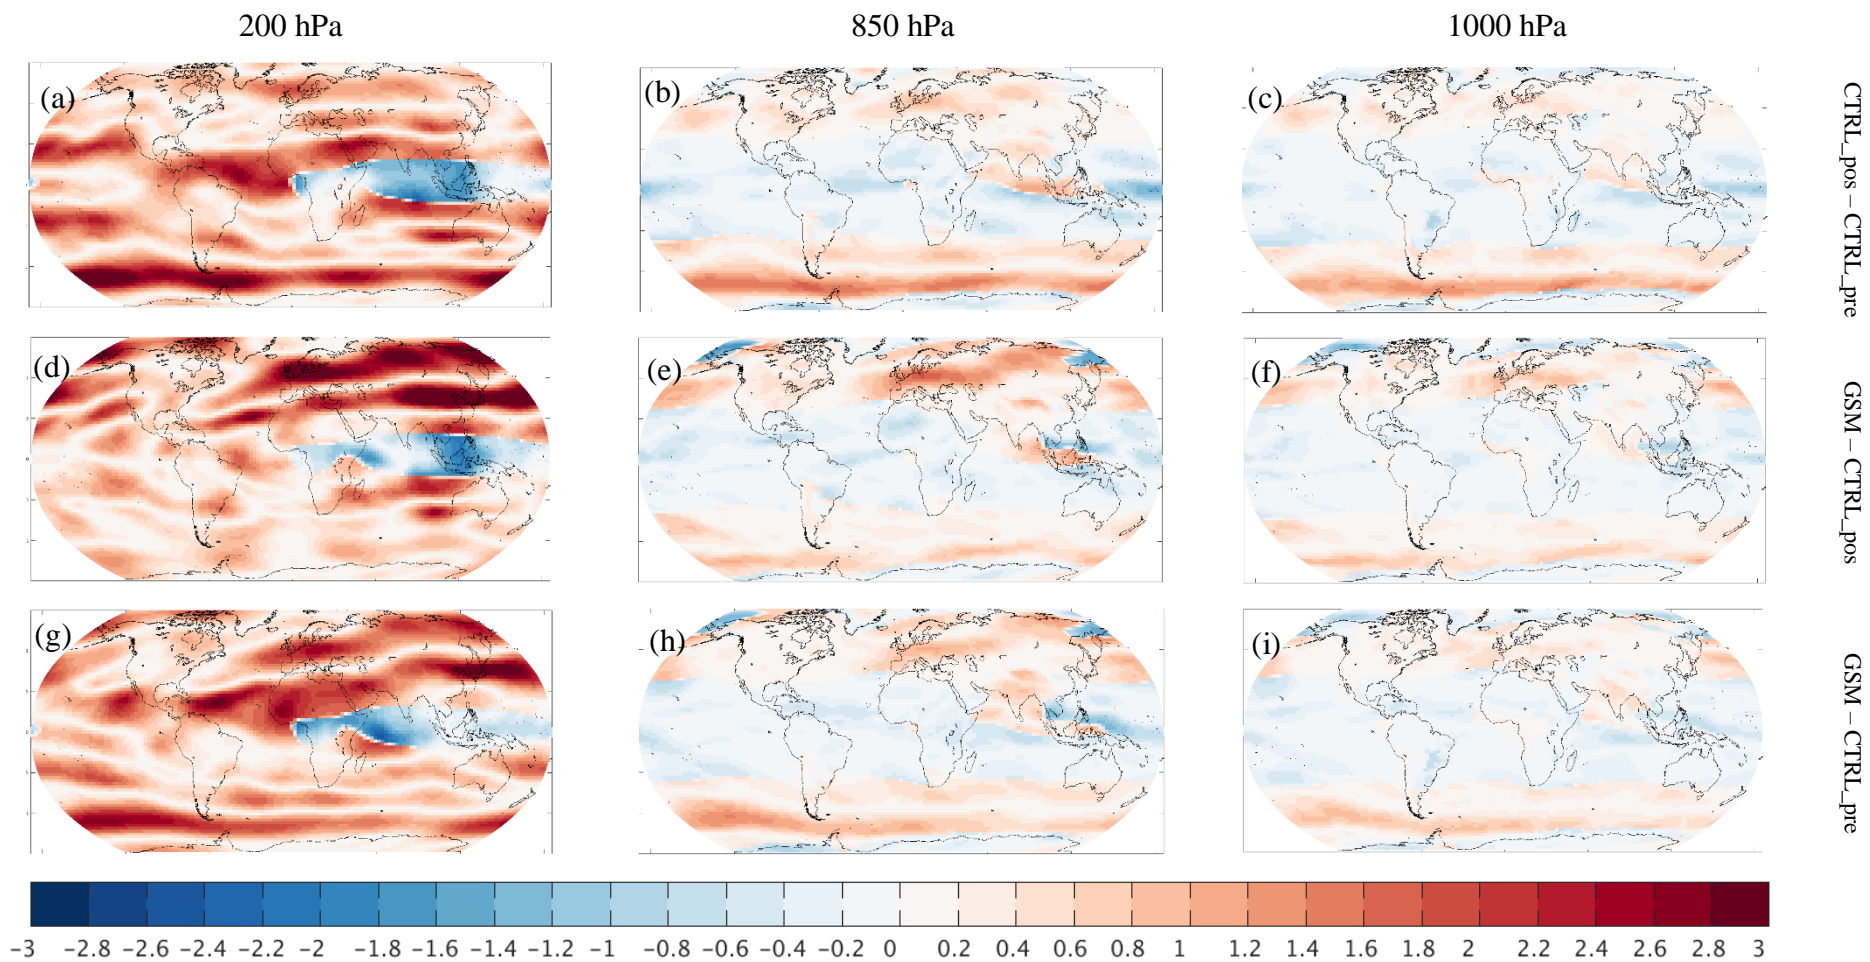 200 hPa
850 hPa
1000 hPa
(a)
(b)
(c)
CTRL_pos – CTRL_pre
(d)
(e)
(f)
GSM – CTRL_pos
(g)
(h)
(i)
GSM – CTRL_pre
-3 -2.8 -2.6 -2.4 -2.2 -2 -1.8 -1.6 -1.4 -1.2 -1 -0.8 -0.6 -0.4 -0.2 0 0.2 0.4 0.6 0.8 1 1.2 1.4 1.6 1.8 2 2.2 2.4 2.6 2.8 3